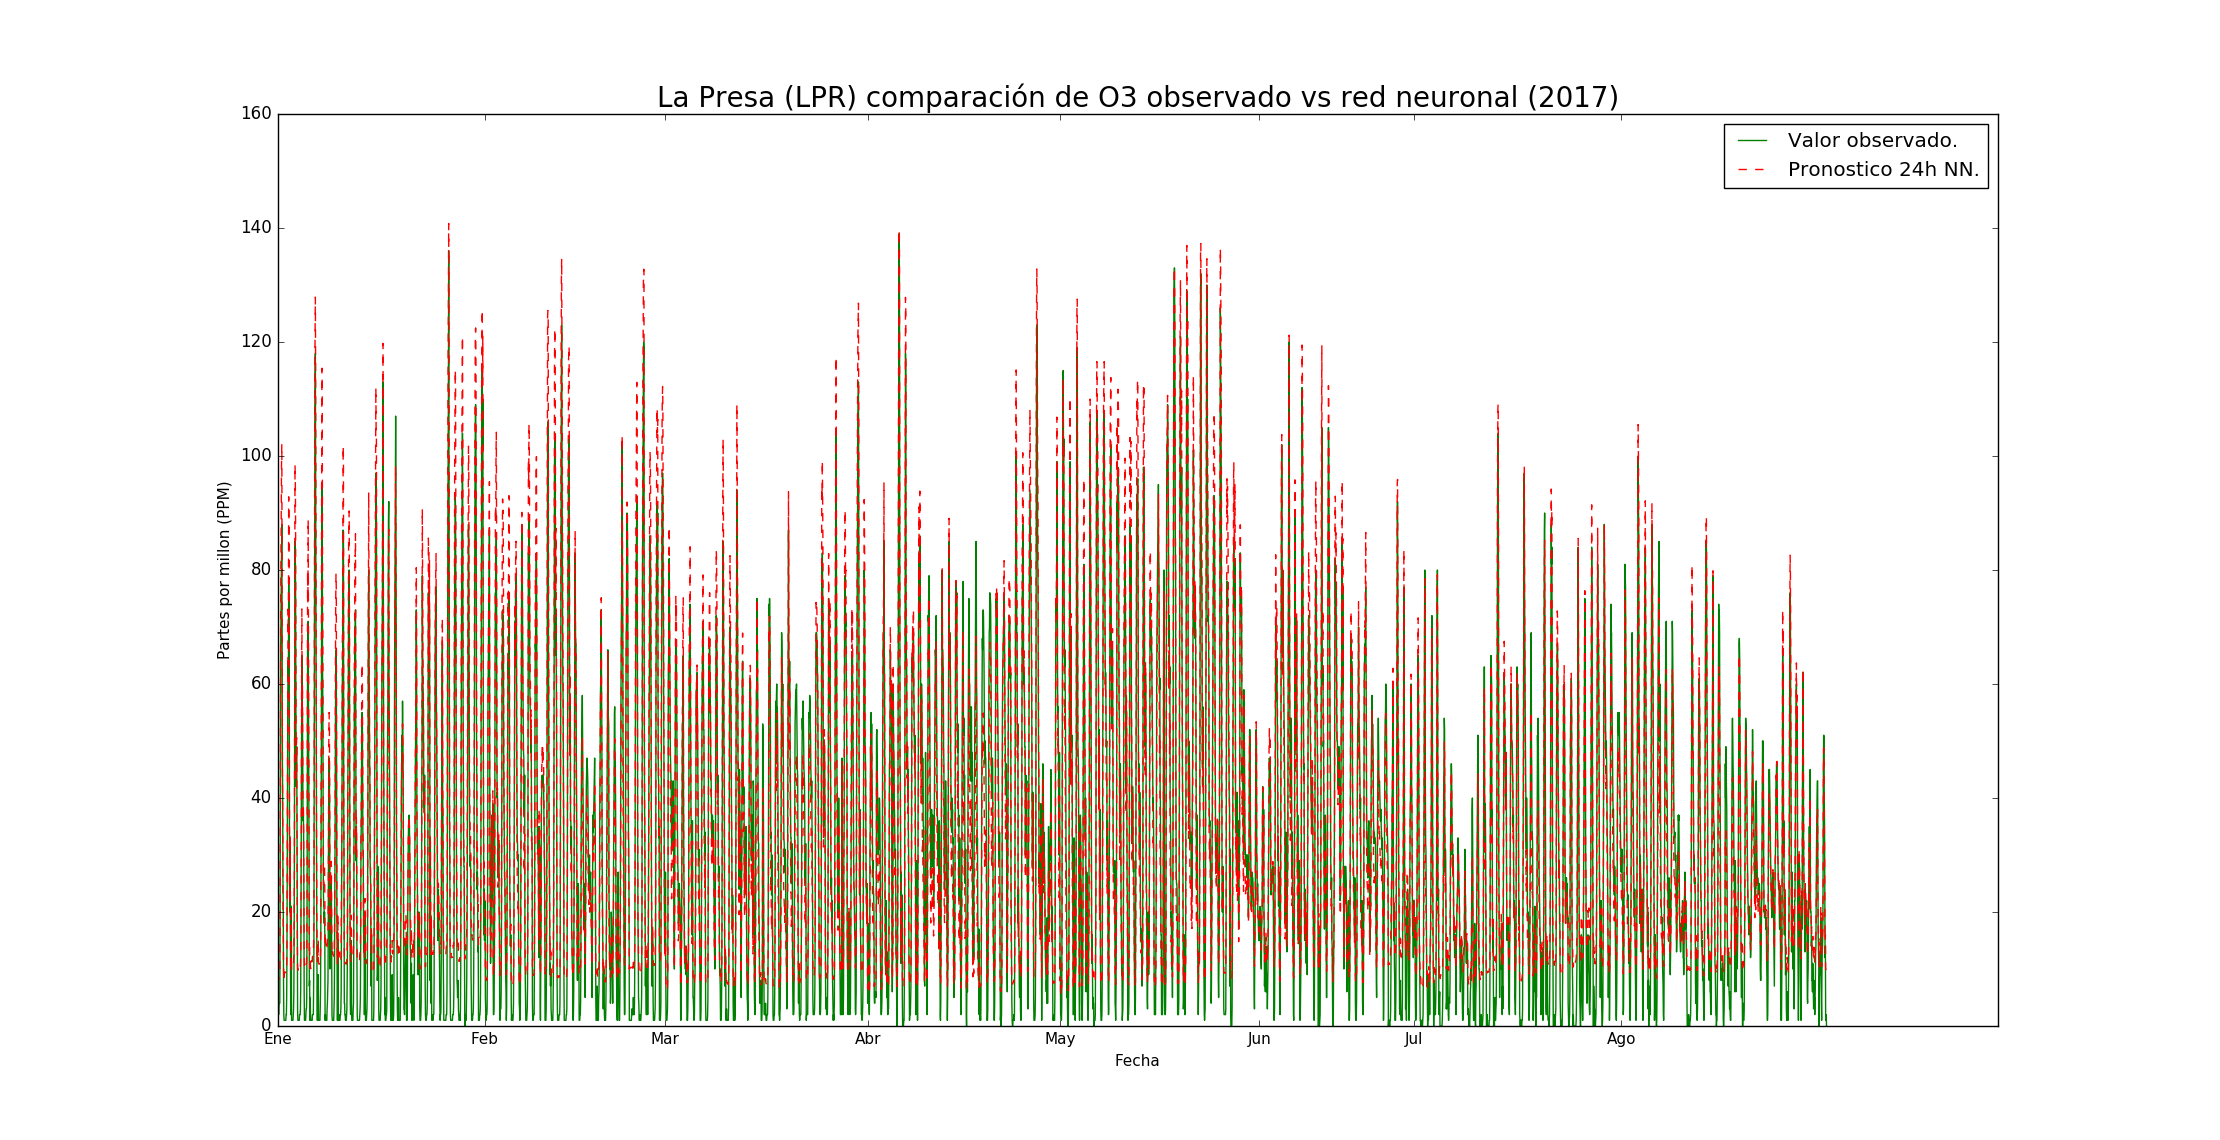 La Presa (LPR) comparación de O3 observado vs red neuronal (2017)
160
140
120
100
80
60
40
20
0
Partes por millon (PPM)
Valor observado.
Pronostico 24h NN.
Ene Feb Mar Abr May Jun Jul Ago
Fecha